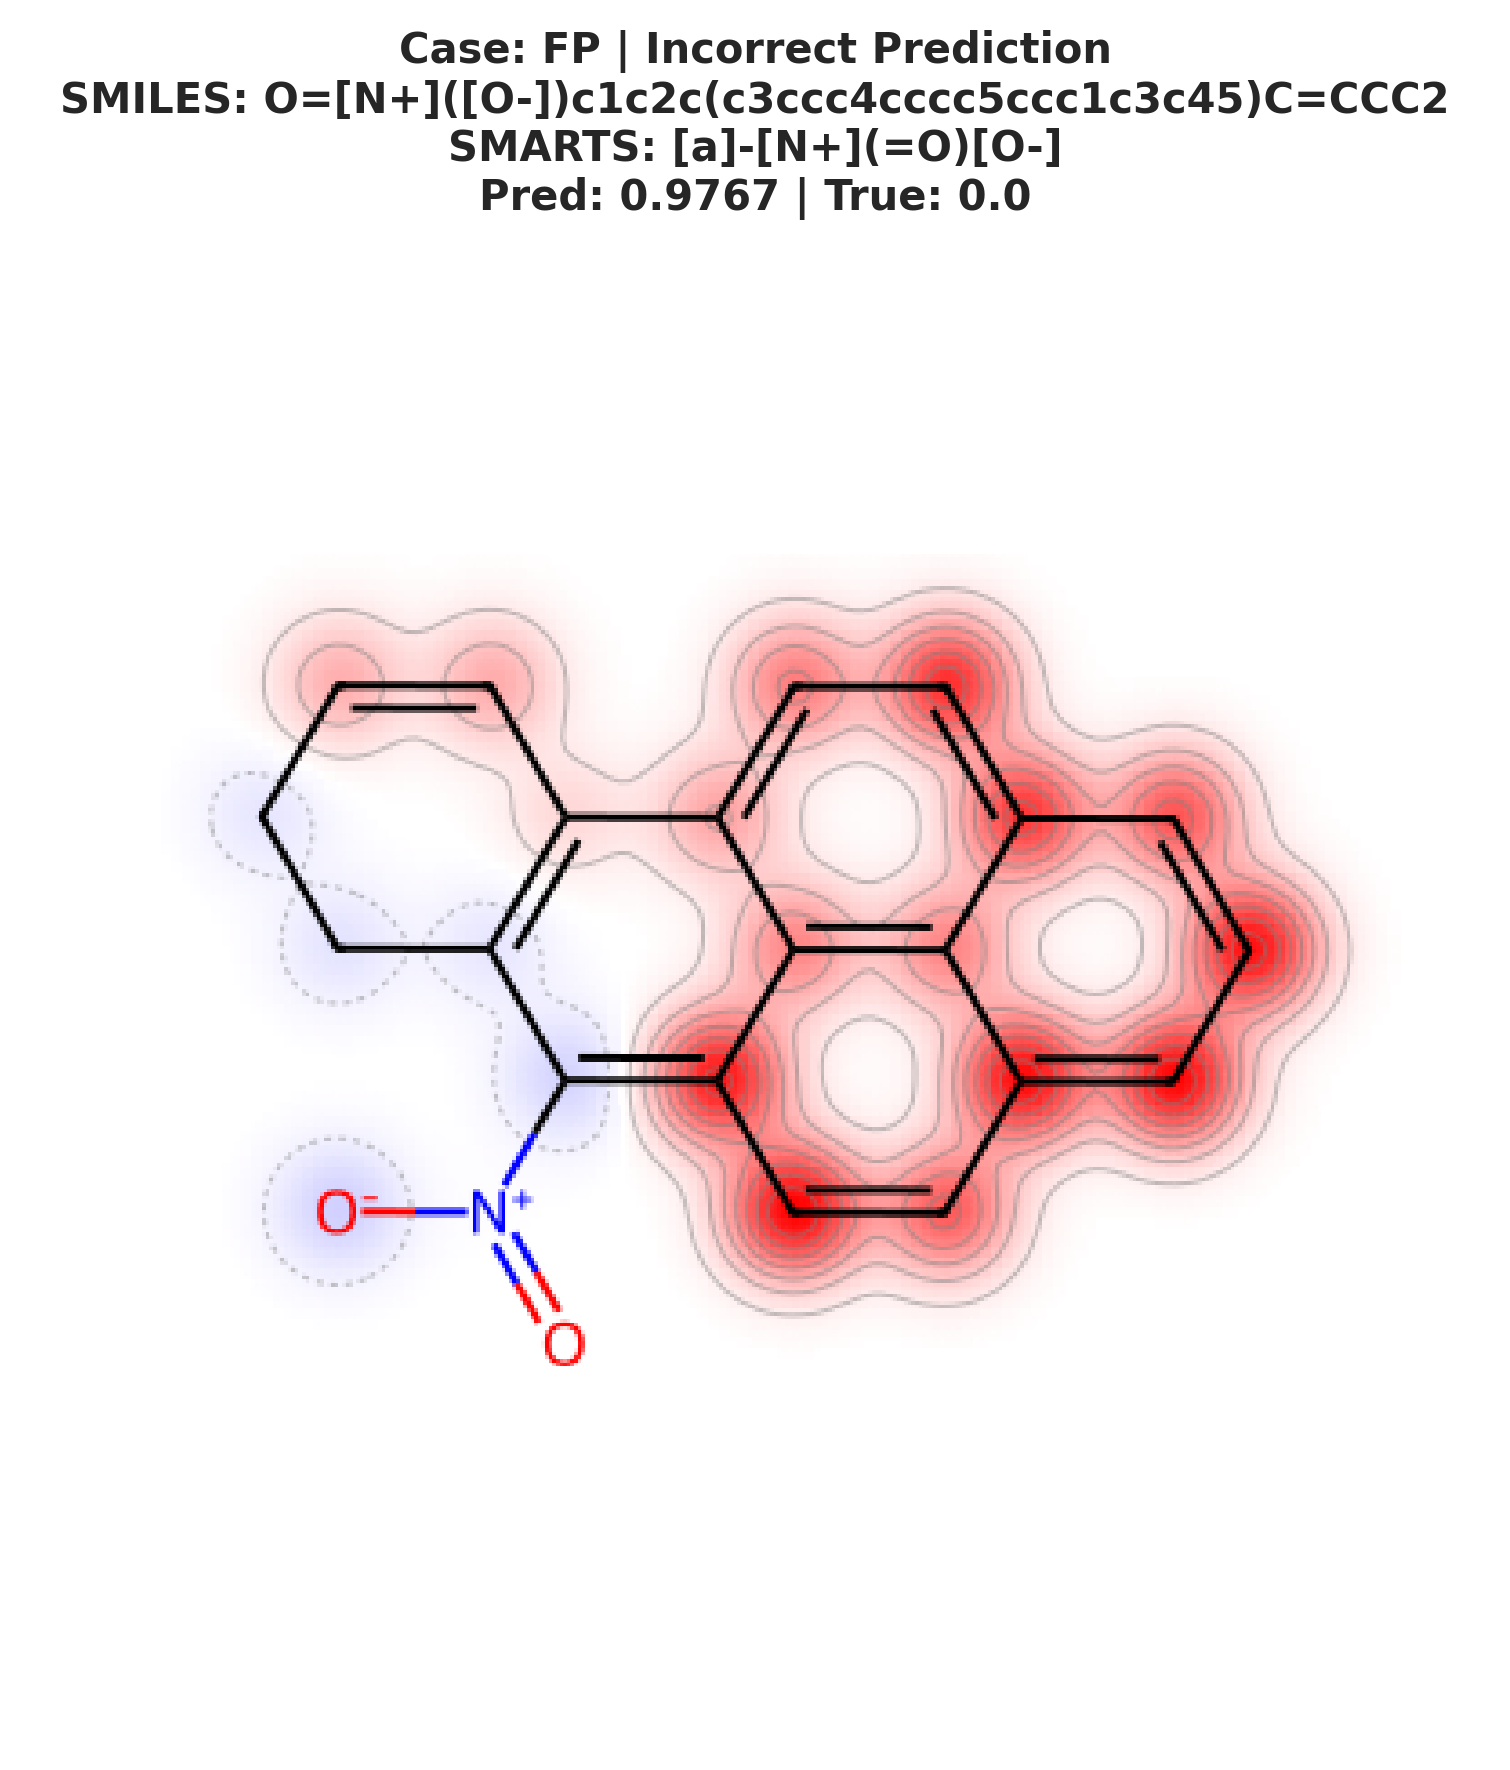 Case: FP | Incorrect Prediction
SMILES: O=[N+]([O-])c1c2c(c3ccc4cccc5ccc1c3c45)C=CCC2
SMARTS: [a]-[N+](=O)[O-]
Pred: 0.9767 | True: 0.0
O⁻ N⁺
O